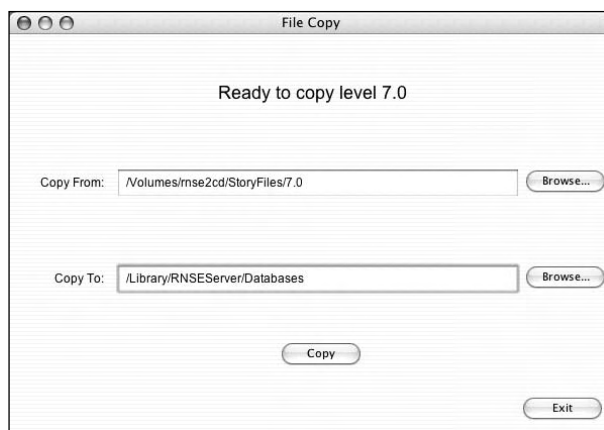 File Copy
Ready to copy level 7.0
Copy From: /Volumes/rnse2cd/StoryFiles/7.0 Browse...
Copy To: /Library/RNSEServer/Databases Browse...
Copy
Exit